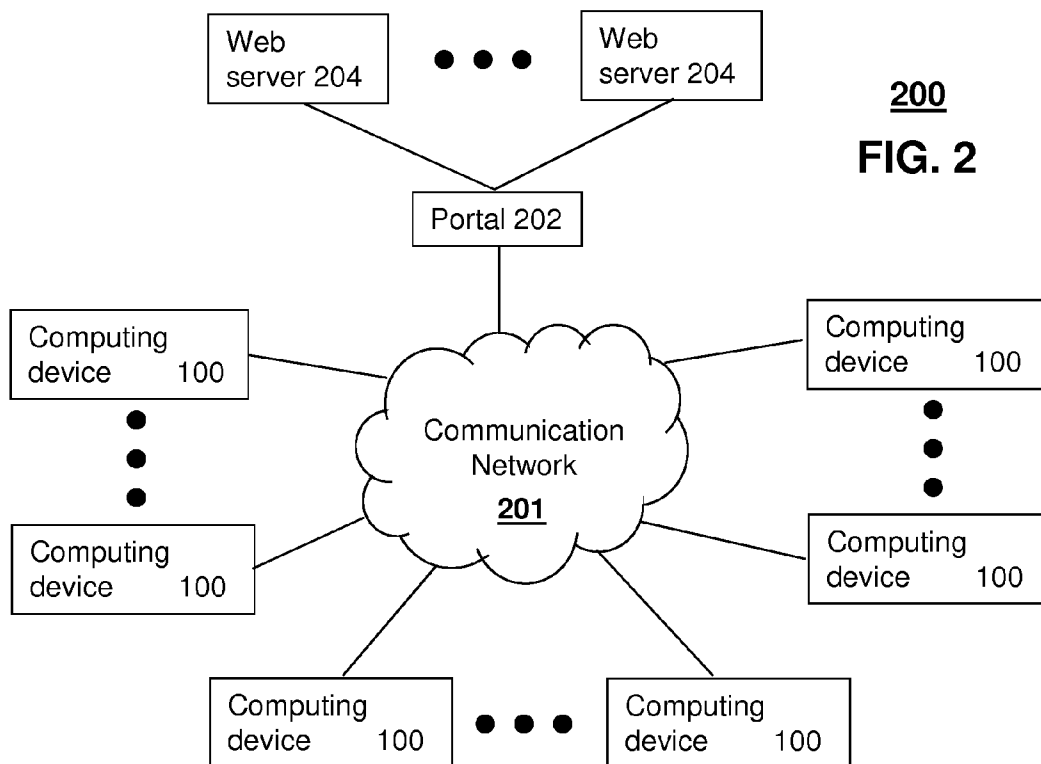 Web
server 204
Web
server 204
200
FIG. 2
Portal 202
Computing
device 100
Computing
device 100
Communication
Network
201
Computing
device 100
Computing
device 100
Computing
device 100
Computing
device 100